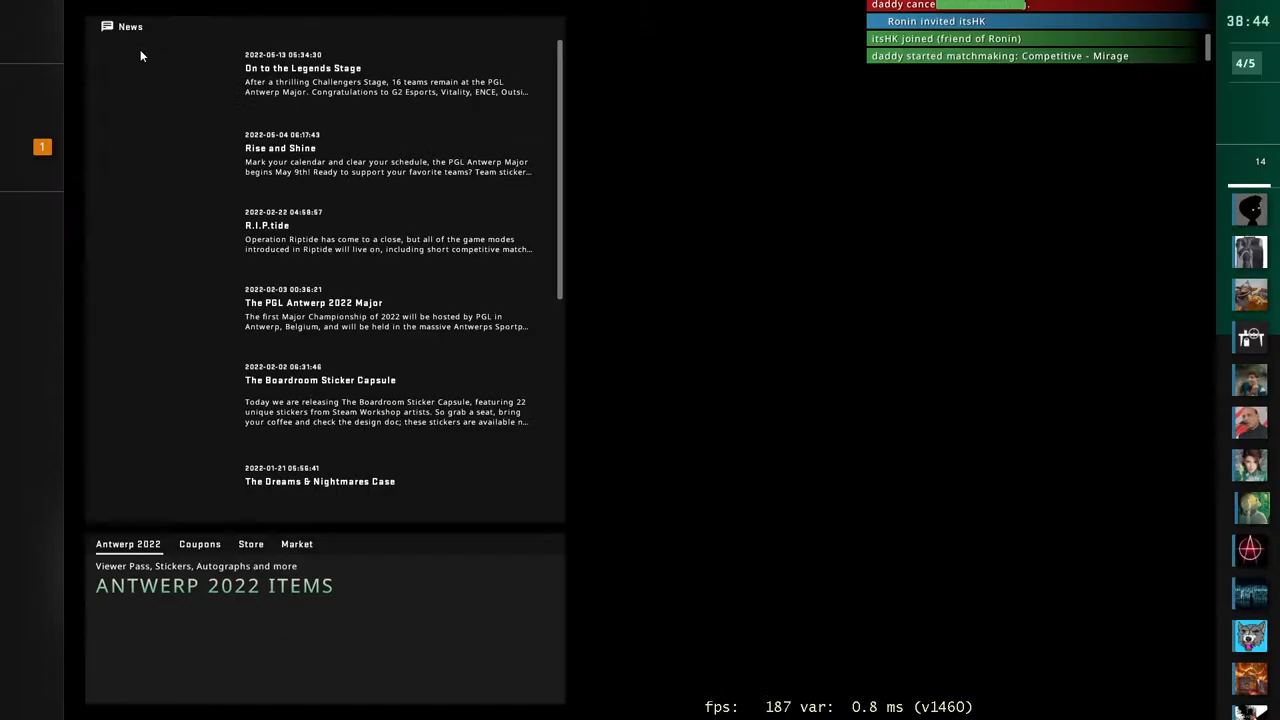 News
2022-05-13 05:34:30
On to the Legends Stage
After a thrilling Challengers Stage, 16 teams remain at the PGL
Antwerp Major. Congratulations to G2 Esports, Vitality, ENCE, Outsi...
2022-05-04 06:17:43
Rise and Shine
Mark your calendar and clear your schedule, the PGL Antwerp Major
begins May 9th! Ready to support your favorite teams? Team sticker...
2022-02-22 04:58:57
R.I.P.tide
Operation Riptide has come to a close, but all of the game modes
introduced in Riptide will live on, including short competitive match...
2022-02-03 00:36:21
The PGL Antwerp 2022 Major
The first Major Championship of 2022 will be hosted by PGL in
Antwerp, Belgium, and will be held in the massive Antwerps Sportp...
2022-02-02 06:31:46
The Boardroom Sticker Capsule
Today we are releasing The Boardroom Sticker Capsule, featuring 22
unique stickers from Steam Workshop artists. So grab a seat, bring
your coffee and check the design doc; these stickers are available n...
2022-01-21 05:56:41
The Dreams & Nightmares Case
1
Antwerp 2022 Coupons Store Market
Viewer Pass, Stickers, Autographs and more
ANTWERP 2022 ITEMS
daddy cance
Ronin invited itsHK
itsHK joined (friend of Ronin)
daddy started matchmaking: Competitive - Mirage
38:44
4/5
14
fps: 187 var: 0.8 ms (v1460)